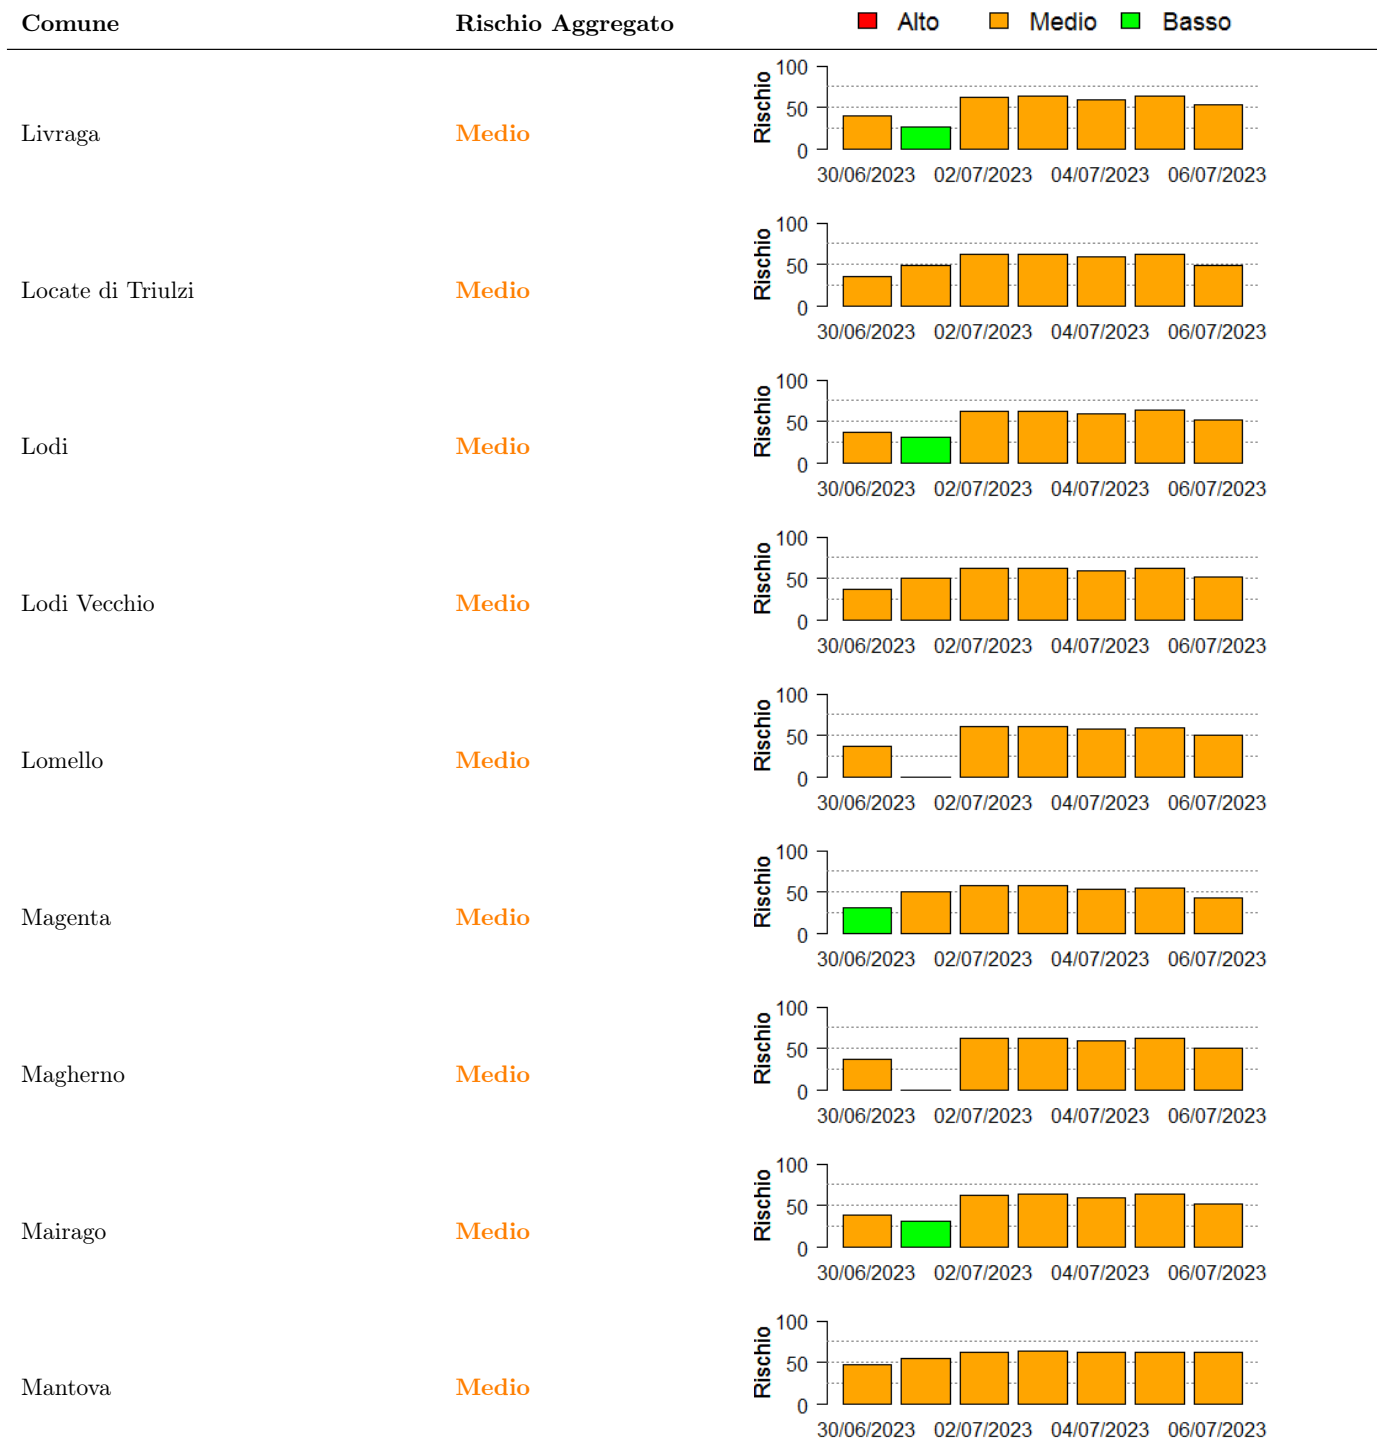 Comune Rischio Aggregato Alto Medio Basso
100
50
0
Rischio
Livraga Medio
30/06/2023 02/07/2023 04/07/2023 06/07/2023
100
50
0
Rischio
Locate di Triulzi Medio
30/06/2023 02/07/2023 04/07/2023 06/07/2023
100
50
0
Rischio
Lodi Medio
30/06/2023 02/07/2023 04/07/2023 06/07/2023
100
50
0
Rischio
Lodi Vecchio Medio
30/06/2023 02/07/2023 04/07/2023 06/07/2023
100
50
0
Rischio
Lomello Medio
30/06/2023 02/07/2023 04/07/2023 06/07/2023
100
50
0
Rischio
Magenta Medio
30/06/2023 02/07/2023 04/07/2023 06/07/2023
100
50
0
Rischio
Magherno Medio
30/06/2023 02/07/2023 04/07/2023 06/07/2023
100
50
0
Rischio
Mairago Medio
30/06/2023 02/07/2023 04/07/2023 06/07/2023
100
50
0
Rischio
Mantova Medio
30/06/2023 02/07/2023 04/07/2023 06/07/2023